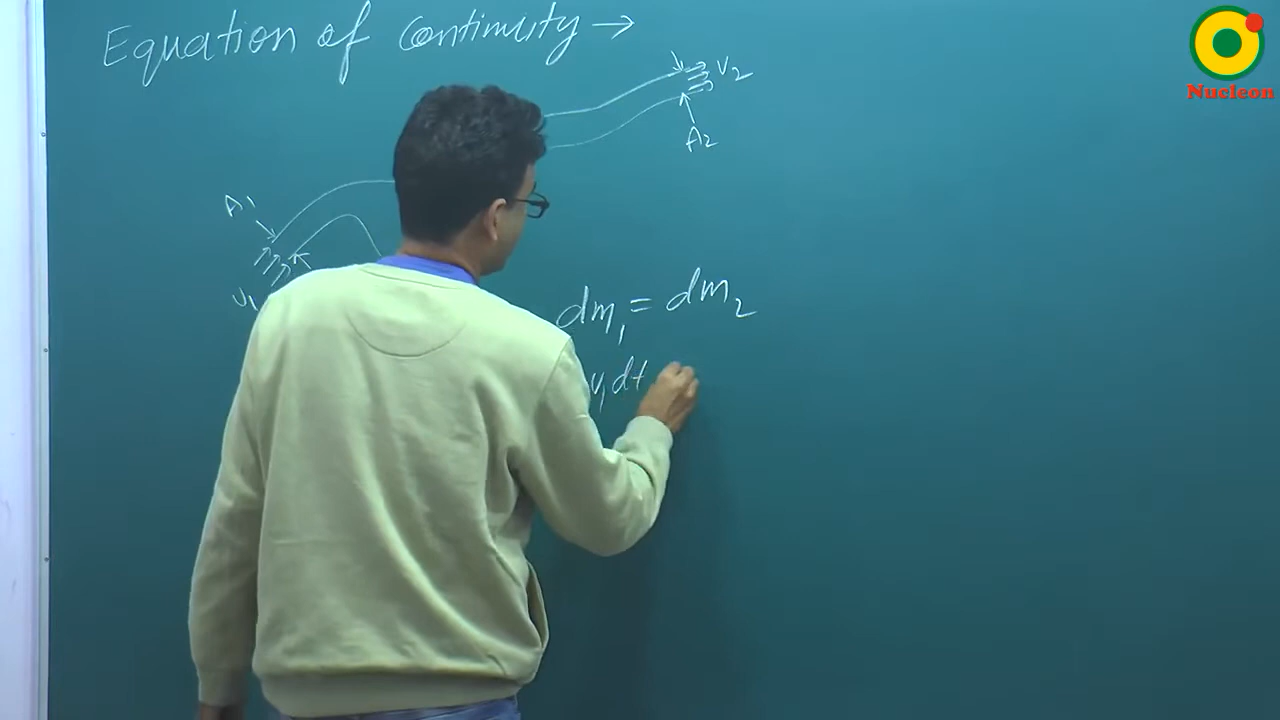 Equation of continuity →
Nucleon
V2
A2
A1
V1
dm1 = dm2
V1 dt